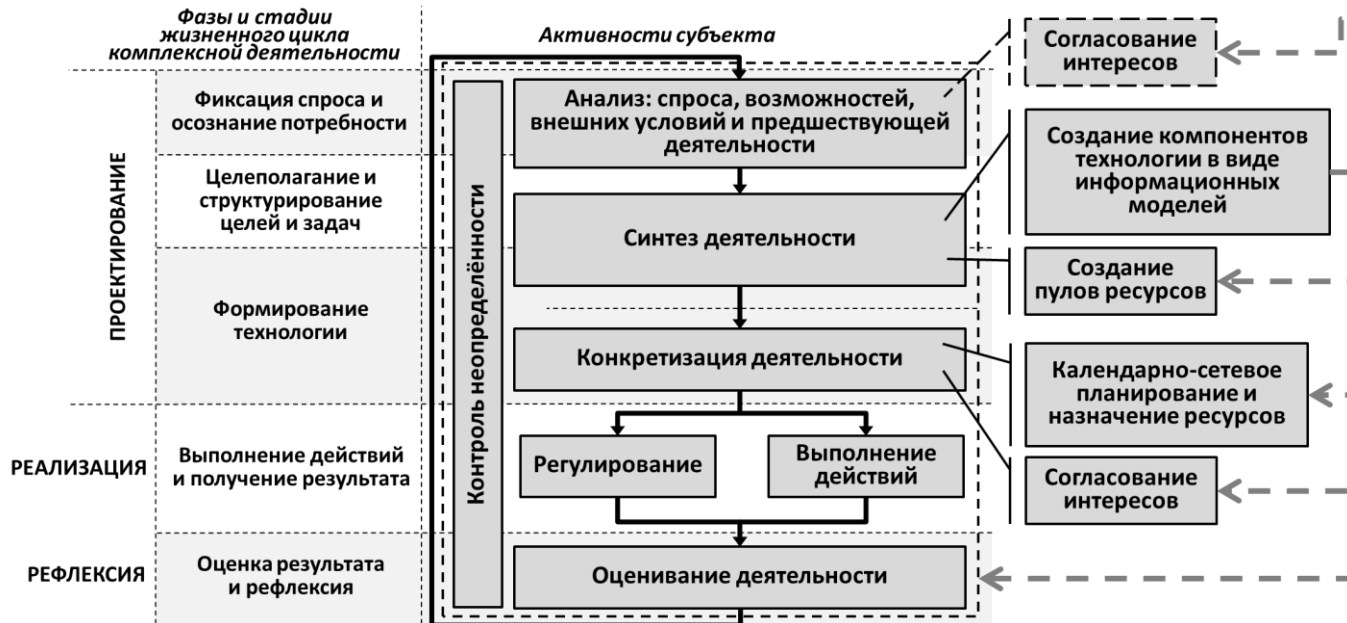 Фазы и стадии
жизненного цикла
комплексной деятельности
Активности субъекта
ПРОЕКТИРОВАНИЕ
Фиксация спроса и
осознание потребности
Целеполагание и
структурирование
целей и задач
Формирование
технологии
РЕАЛИЗАЦИЯ
Выполнение действий
и получение результата
РЕФЛЕКСИЯ
Оценка результата
и рефлексия
Контроль неопределённости
Анализ: спроса, возможностей,
внешних условий и предшествующей
деятельности
Синтез деятельности
Конкретизация деятельности
Регулирование
Выполнение
действий
Оценивание деятельности
Согласование
интересов
Создание компонентов
технологии в виде
информационных
моделей
Создание
пулов ресурсов
Календарно-сетевое
планирование и
назначение ресурсов
Согласование
интересов